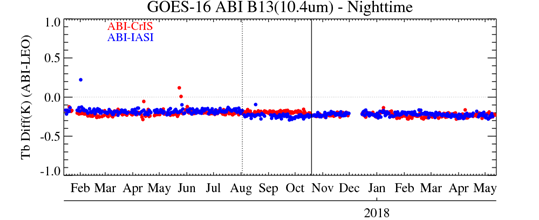 GOES-16 ABI B13(10.4um) - Nighttime
ABI-CrIS
ABI-IASI
Tb Diff(K) (ABI-LEO)
1.0
0.5
0.0
-0.5
-1.0
Feb Mar Apr May Jun Jul Aug Sep Oct Nov Dec Jan Feb Mar Apr May
2018